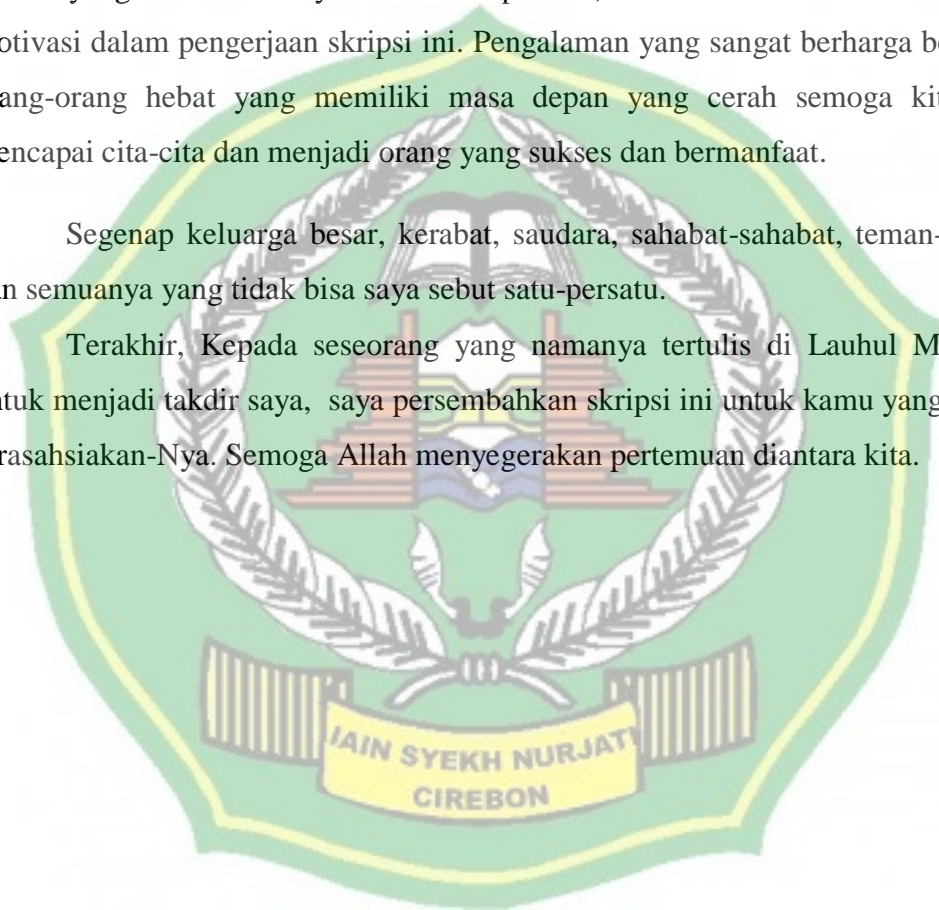 otivasi dalam pengerjaan skripsi ini. Pengalaman yang sangat berharga be
ang-orang hebat yang memiliki masa depan yang cerah semoga kit
encapai cita-cita dan menjadi orang yang sukses dan bermanfaat.
Segenap keluarga besar, kerabat, saudara, sahabat-sahabat, teman-
an semuanya yang tidak bisa saya sebut satu-persatu.
Terakhir, Kepada seseorang yang namanya tertulis di Lauhul M
ntuk menjadi takdir saya, saya persembahkan skripsi ini untuk kamu yang
rasahsiakan-Nya. Semoga Allah menyegerakan pertemuan diantara kita.
IAIN SYEKH NURJATI
CIREBON